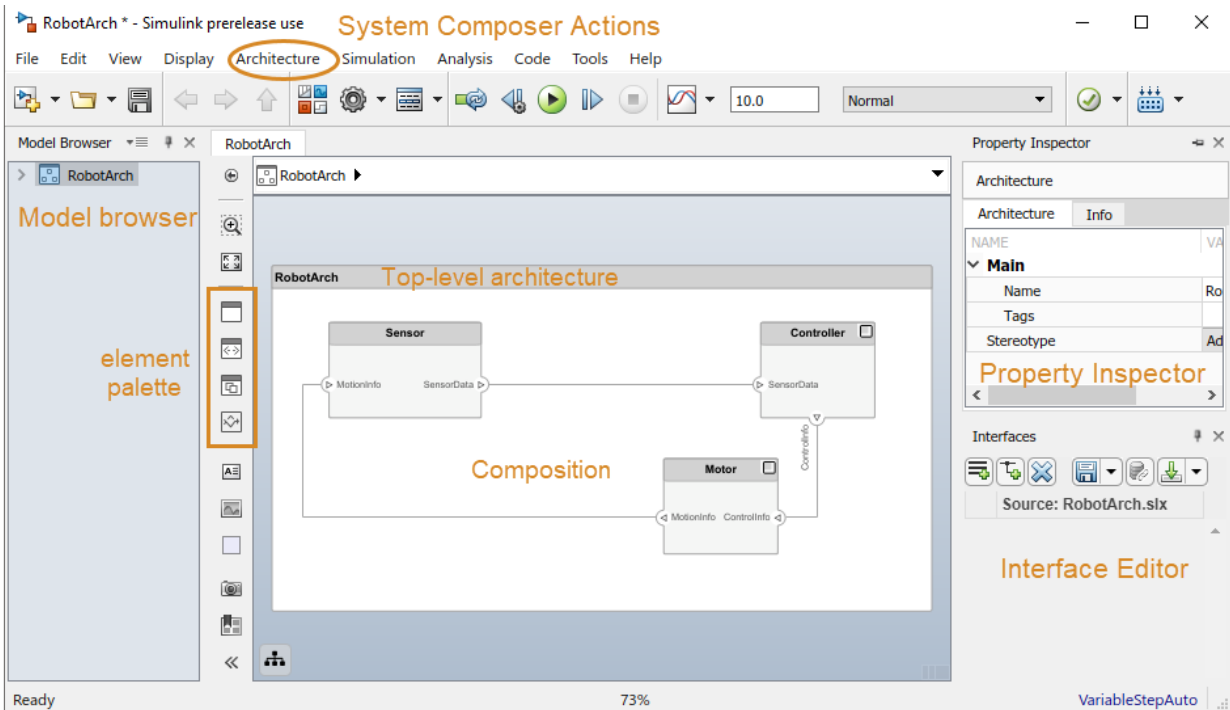 RobotArch * - Simulink prerelease use
System Composer Actions
File Edit View Display Architecture Simulation Analysis Code Tools Help
10.0
Normal
Model Browser
RobotArch
Property Inspector
RobotArch
RobotArch
Architecture
Model browser
Architecture Info
NAME VA
Main
RobotArch
Top-level architecture
Name Ro
Tags
Sensor
Controller
Stereotype Ad
element
palette
MotionInfo SensorData
SensorData
Property Inspector
ControlInfo
Interfaces
Composition
Motor
Source: RobotArch.slx
MotionInfo ControlInfo
Interface Editor
Ready
73%
VariableStepAuto